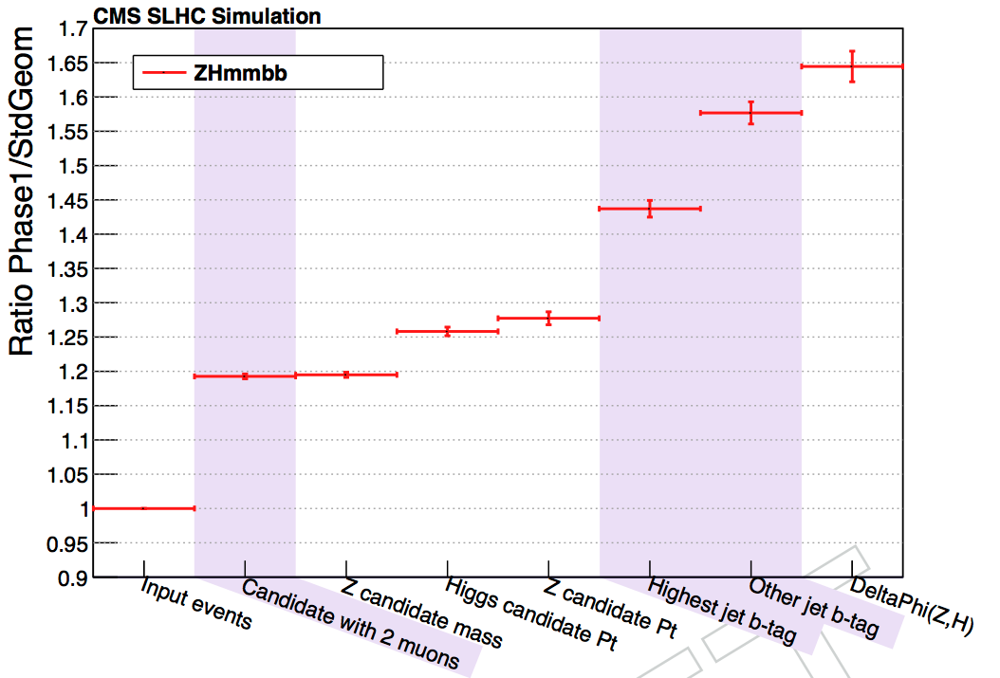 CMS SLHC Simulation
Ratio Phase1/StdGeom
ZHmmbb
1.7
1.65
1.6
1.55
1.5
1.45
1.4
1.35
1.3
1.25
1.2
1.15
1.1
1.05
1
0.95
0.9
Input events
Candidate with 2 muons
Z candidate mass
Higgs candidate Pt
Z candidate Pt
Highest jet b-tag
Other jet b-tag
DeltaPhi(Z,H)